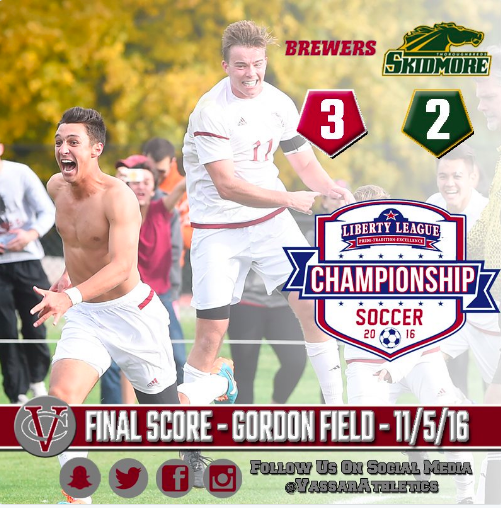 BREWERS
THOROUGHBREDS
SKIDMORE
3
2
11
LIBERTY LEAGUE
PRIDE-TRADITION-EXCELLENCE
CHAMPIONSHIP
SOCCER
20 16
VC
FINAL SCORE - GORDON FIELD - 11/5/16
FOLLOW US ON SOCIAL MEDIA
@VASSARATHLETICS